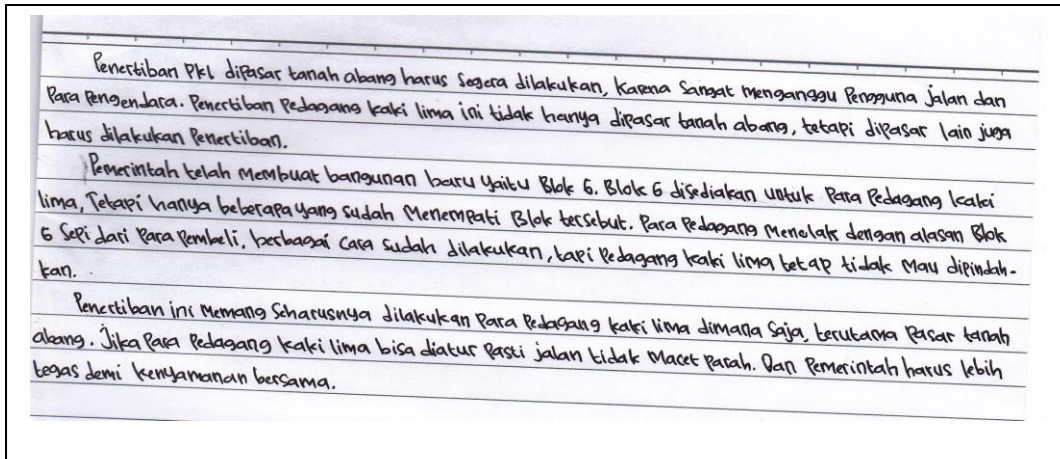 Penertiban PKL dipasar tanah abang harus segera dilakukan, karena sangat menganggu Pengguna jalan dan
Para Pengendara. Penertiban Pedagang kaki lima ini tidak hanya dipasar tanah abang, tetapi dipasar lain juga
harus dilakukan Penertiban.
Pemerintah telah membuat bangunan baru yaitu Blok G. Blok G disediakan untuk Para Pedagang kaki
lima, Tetapi hanya beberapa yang sudah Menempati Blok tersebut. Para Pedagang Menolak dengan alasan Blok
G Sepi dari Para Pembeli, berbagai cara sudah dilakukan, tapi Pedagang kaki lima tetap tidak Mau dipindah-
kan.
Penertiban ini Memang Seharusnya dilakukan Para Pedagang kaki lima dimana Saja, terutama Pasar tanah
abang. Jika Para Pedagang kaki lima bisa diatur Pasti jalan tidak Macet Parah. Dan Pemerintah harus lebih
tegas demi kenyamanan bersama.